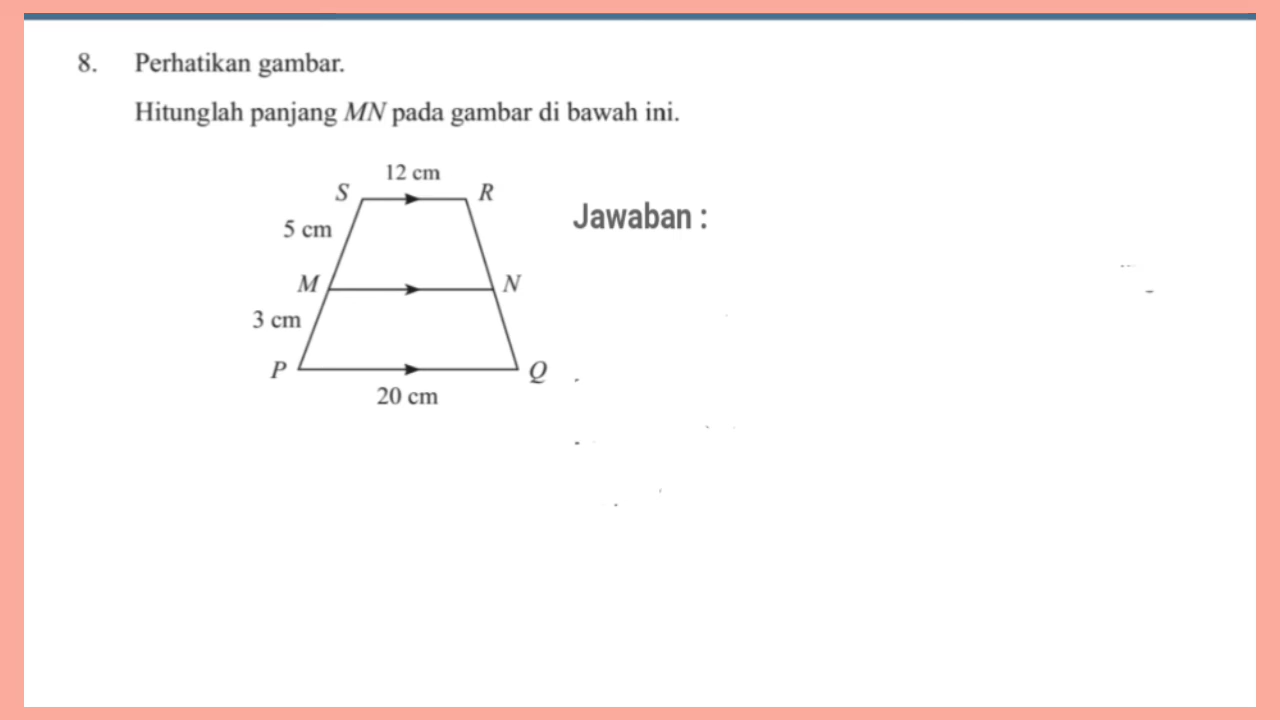 8. Perhatikan gambar.
Hitunglah panjang MN pada gambar di bawah ini.
12 cm
S R
5 cm
Jawaban :
M N
3 cm
P Q
20 cm